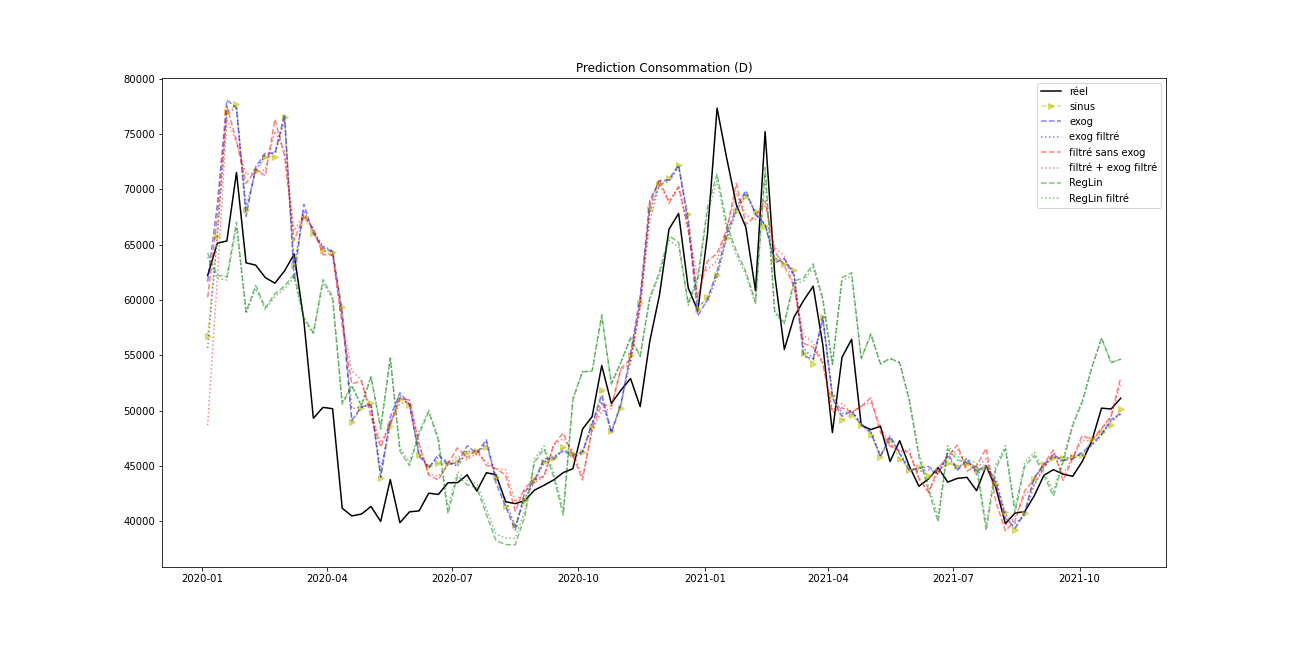 Prediction Consommation (D)
80000
75000
70000
65000
60000
55000
50000
45000
40000
réel
sinus
exog
exog filtré
filtré sans exog
filtré + exog filtré
RegLin
RegLin filtré
2020-01 2020-04 2020-07 2020-10 2021-01 2021-04 2021-07 2021-10